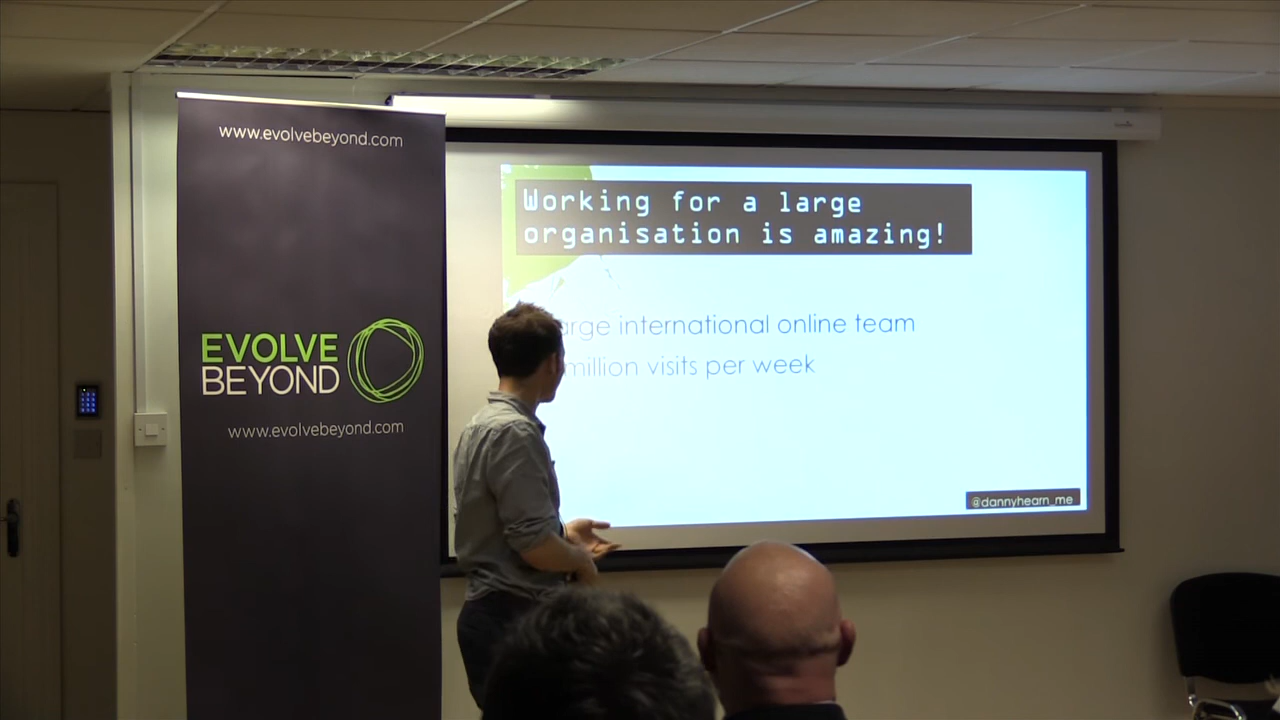 www.evolvebeyond.com
EVOLVE
BEYOND
www.evolvebeyond.com
Working for a large
organisation is amazing!
international online team
million visits per week
@dannyhearn_me